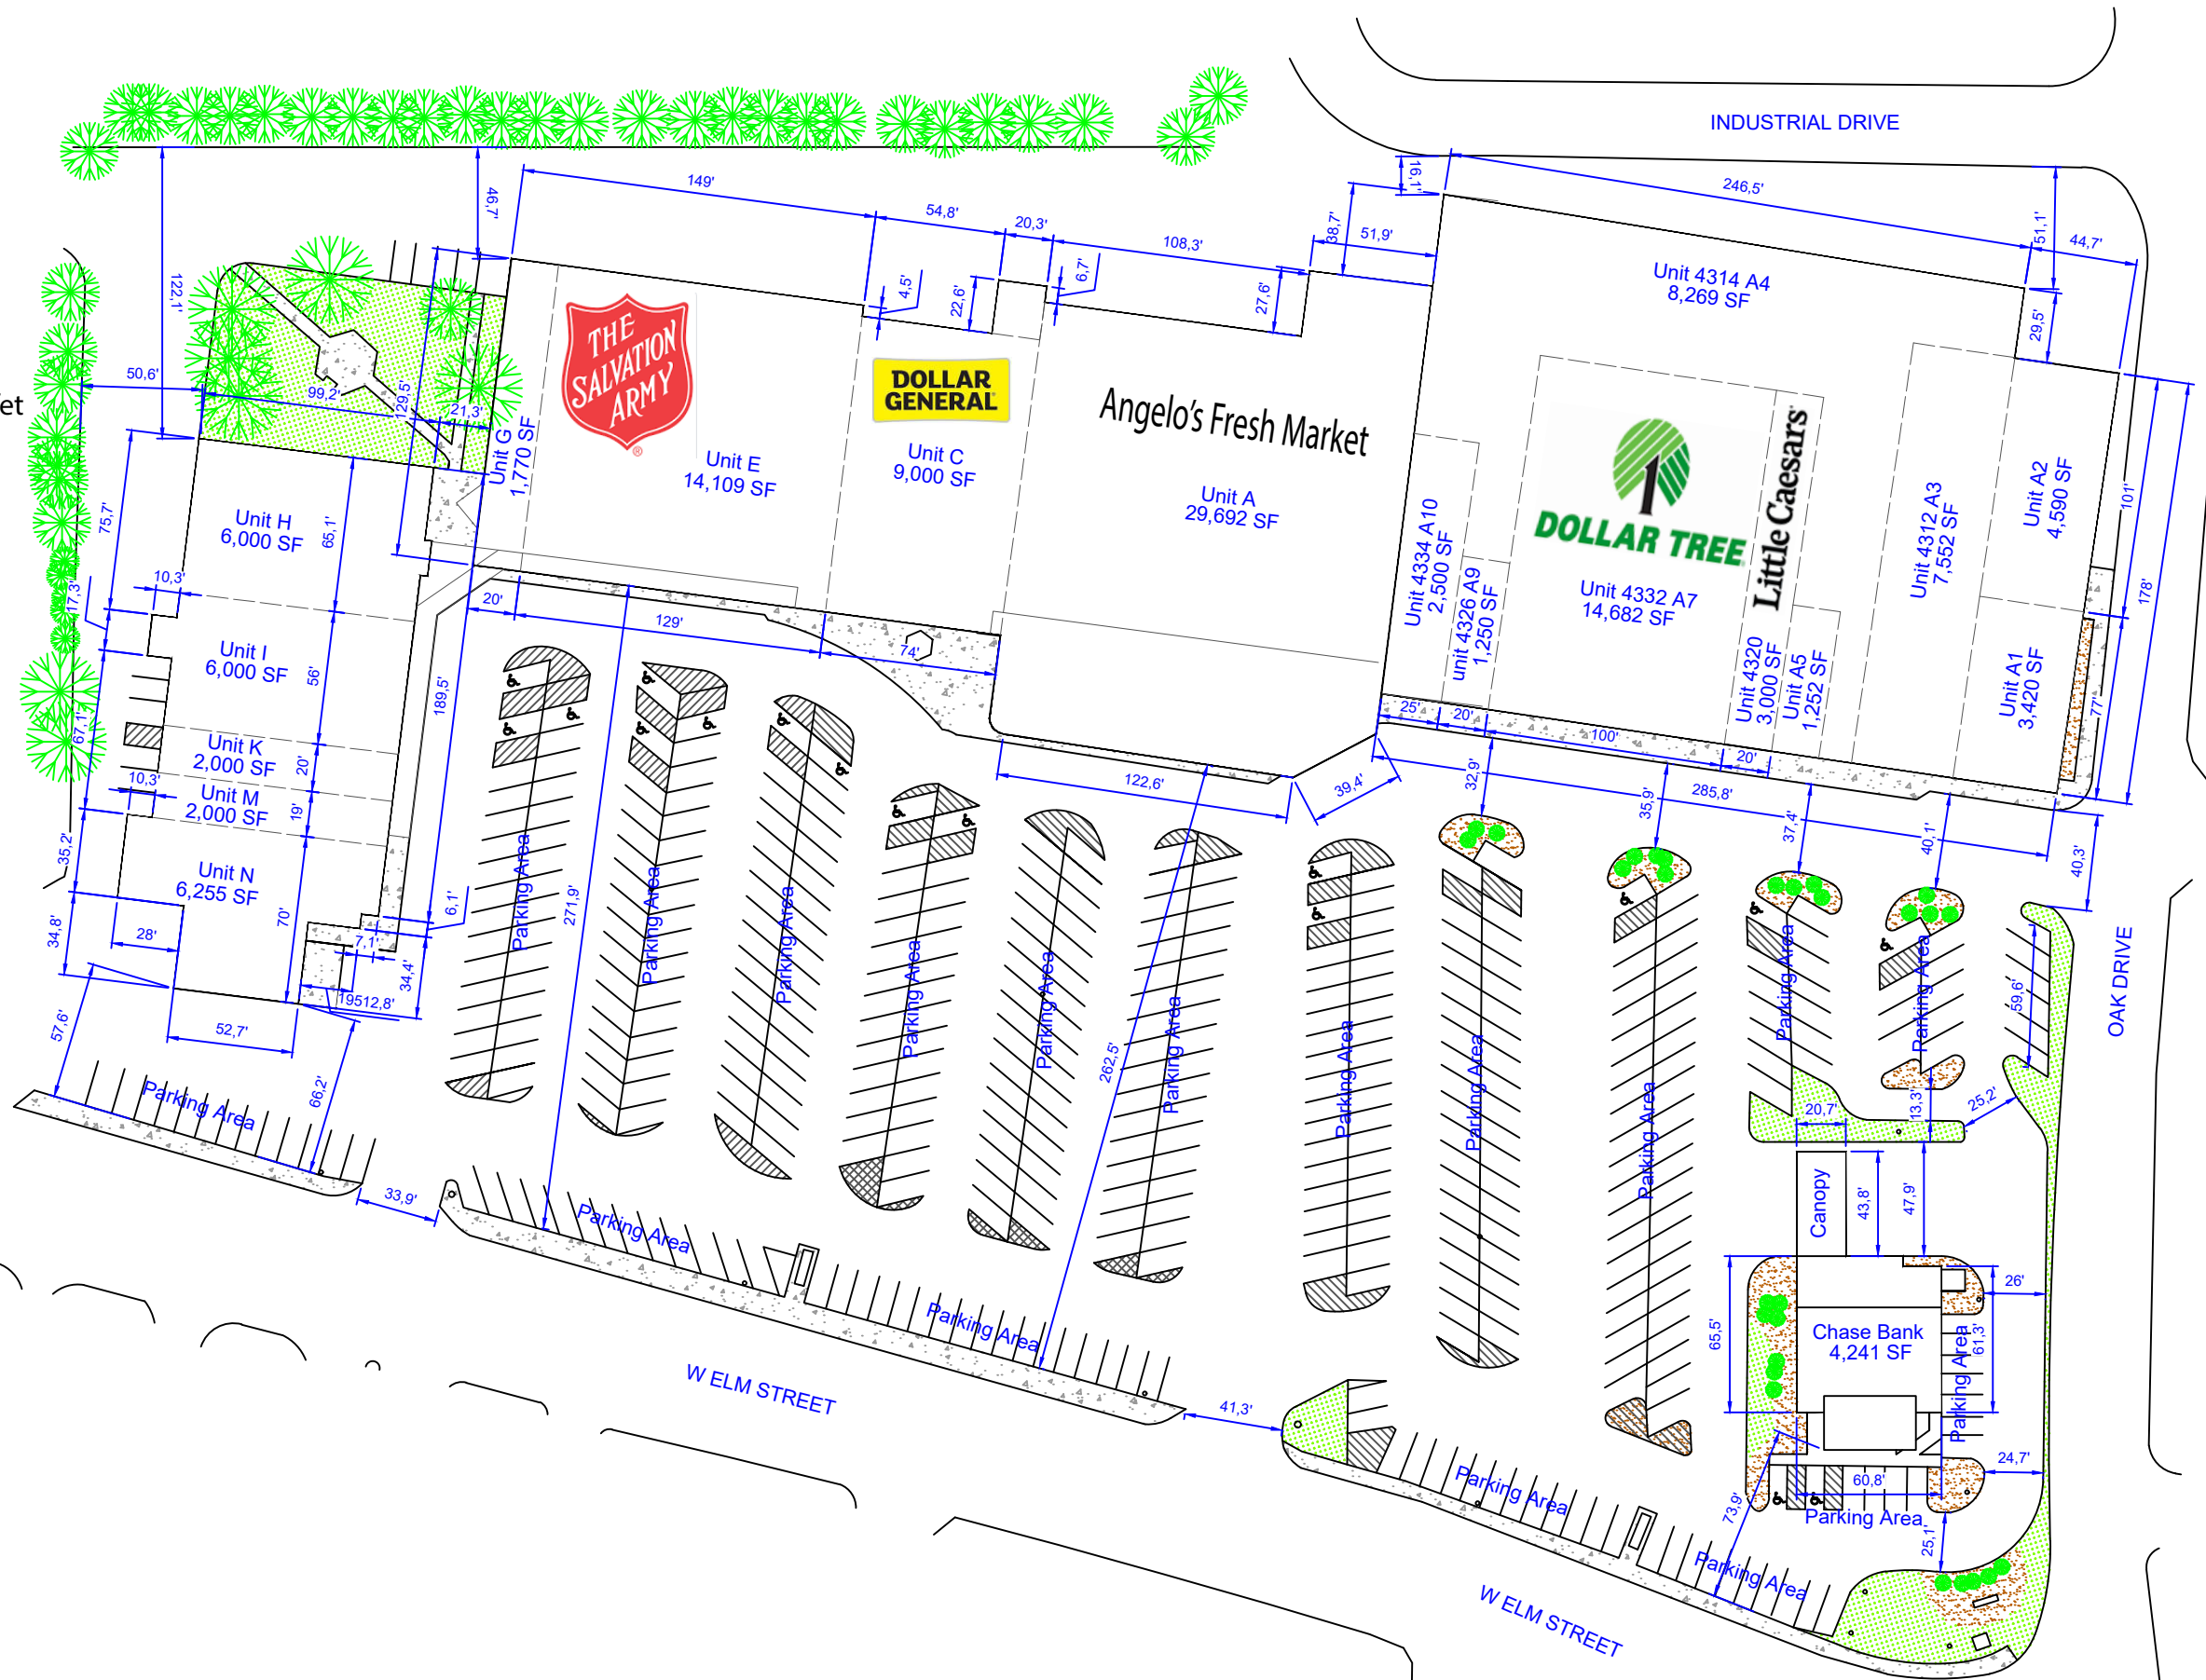 INDUSTRIAL DRIVE
16,1'
246,5'
51,1'
44,7'
149'
46,7'
54,8'
20,3'
108,3'
38,7'
51,9'
122,1'
4,5'
22,6'
6,7'
27,6'
29,5'
Unit 4314 A4
8,269 SF
THE
SALVATION
ARMY
®
DOLLAR
GENERAL
Angelo's Fresh Market
et
50,6'
99,2'
129,5'
21,3'
Unit G
1,770 SF
Unit E
14,109 SF
Unit C
9,000 SF
Unit A
29,692 SF
Unit 4334 A10
2,500 SF
unit 4326 A9
1,250 SF
1
DOLLAR TREE
Unit 4332 A7
14,682 SF
Little Caesars
Unit 4320
3,000 SF
Unit A5
1,252 SF
Unit 4312 A3
7,552 SF
Unit A2
4,590 SF
Unit A1
3,420 SF
101'
178'
77'
75,7'
Unit H
6,000 SF
65,1'
10,3'
17,3'
Unit I
6,000 SF
56'
67,1'
Unit K
2,000 SF
20'
10,3'
Unit M
2,000 SF
19'
35,2'
Unit N
6,255 SF
70'
34,8'
28'
7,1'
6,1'
34,4'
19512,8'
52,7'
57,6'
66,2'
189,5'
20'
129'
74'
271,9'
122,6'
39,4'
262,5'
25'
20'
100'
20'
32,9'
285,8'
35,9'
37,4'
40,1'
40,3'
59,6'
OAK DRIVE
Parking Area
Parking Area
Parking Area
Parking Area
Parking Area
Parking Area
Parking Area
Parking Area
Parking Area
Parking Area
Parking Area
20,7'
13,3'
25,2'
Canopy
43,8'
47,9'
Parking Area
33,9'
Parking Area
Parking Area
65,5'
Chase Bank
4,241 SF
Parking Area
61,3'
26'
W ELM STREET
41,3'
24,7'
60,8'
Parking Area
73,9'
Parking Area
25,1'
Parking Area
W ELM STREET